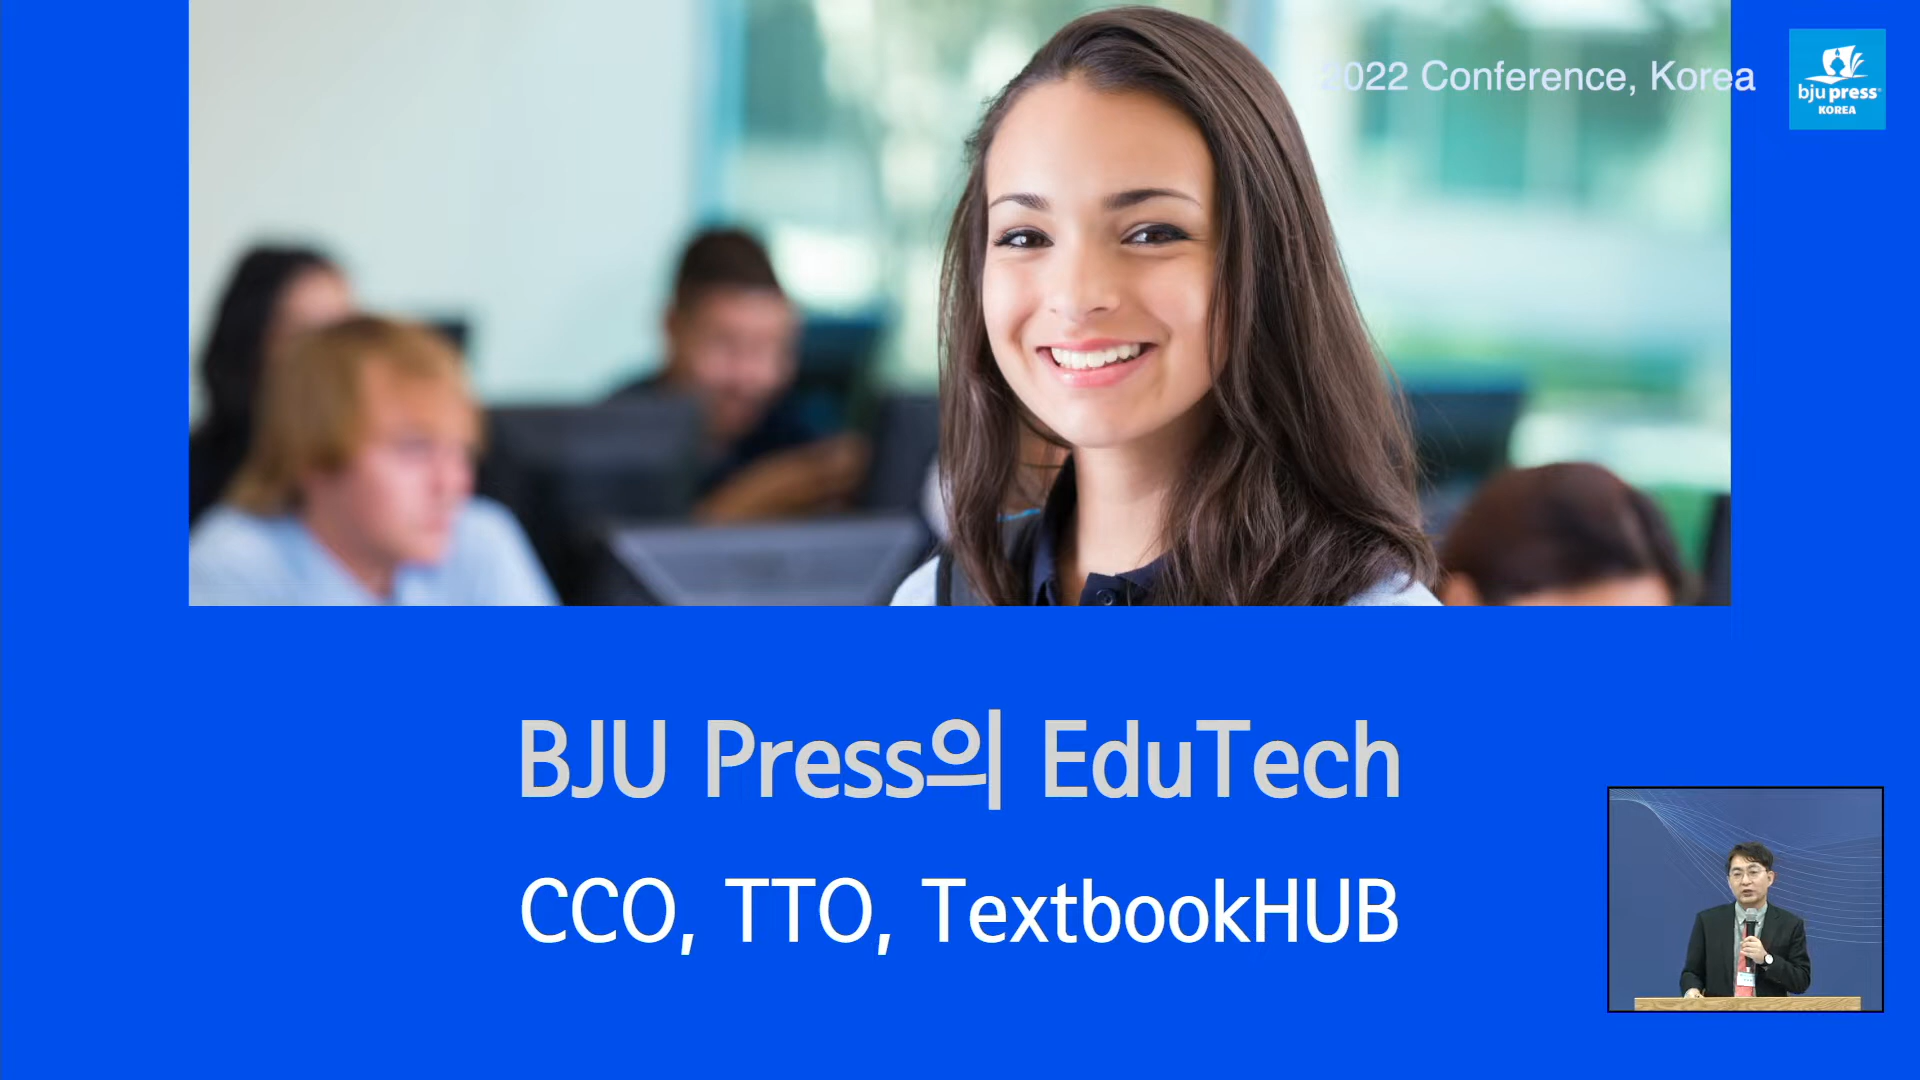 2022 Conference, Korea
bju press
KOREA
BJU Press의 EduTech
CCO, TTO, TextbookHUB